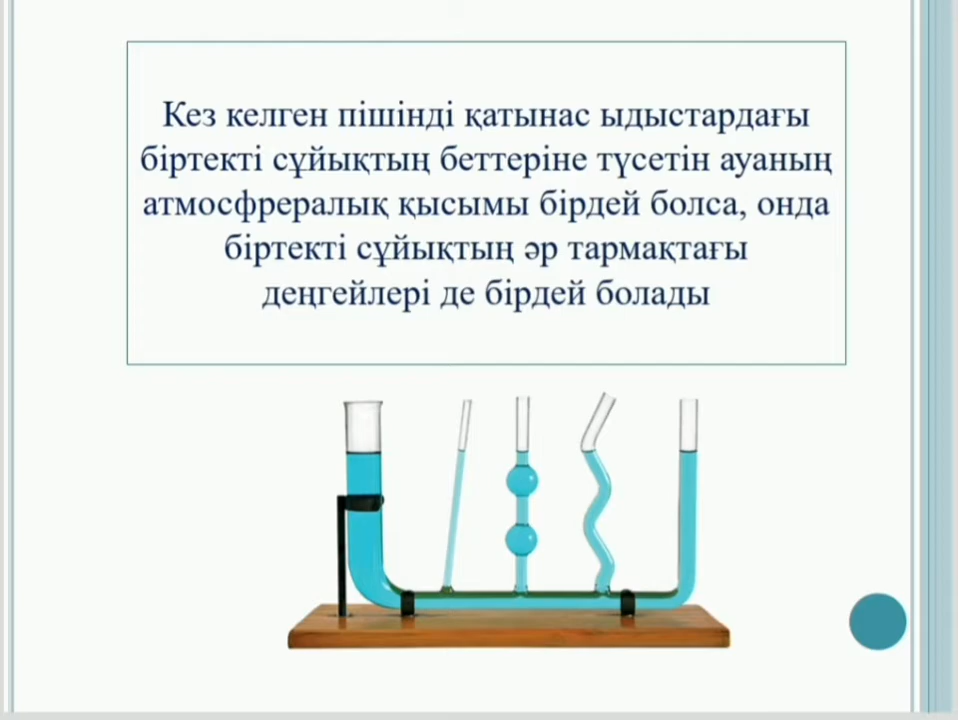 Кез келген пішінді қатынас ыдыстардағы
біртекті сұйықтың беттеріне түсетін ауаның
атмосфрералық қысымы бірдей болса, онда
біртекті сұйықтың әр тармақтағы
деңгейлері де бірдей болады